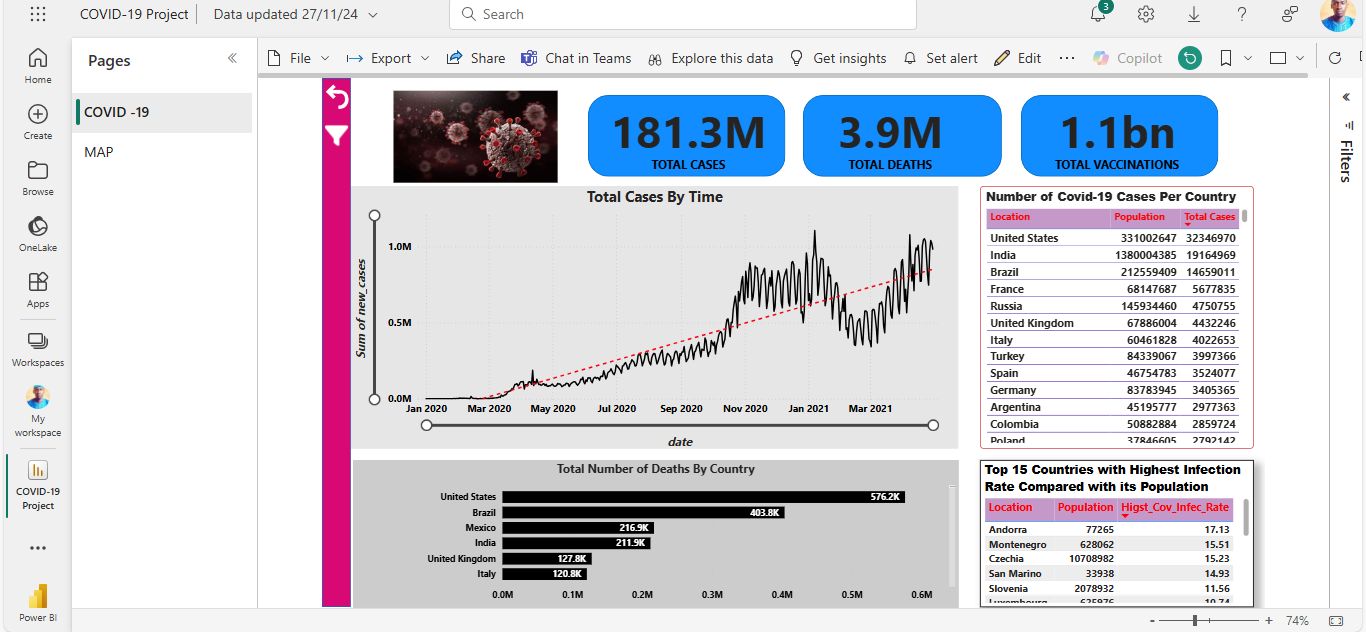 COVID-19 Project
Data updated 27/11/24
Search
3
Home
Create
Browse
OneLake
Apps
Workspaces
My
workspace
COVID-19
Project
Power BI
Pages
COVID -19
MAP
File
Export
Share
Chat in Teams
Explore this data
Get insights
Set alert
Edit
Copilot
Filters
181.3M
TOTAL CASES
3.9M
TOTAL DEATHS
1.1bn
TOTAL VACCINATIONS
Total Cases By Time
Sum of new_cases
1.0M
0.5M
0.0M
Jan 2020 Mar 2020 May 2020 Jul 2020 Sep 2020 Nov 2020 Jan 2021 Mar 2021
date
Number of Covid-19 Cases Per Country
Location Population Total Cases
United States 331002647 32346970
India 1380004385 19164969
Brazil 212559409 14659011
France 68147687 5677835
Russia 145934460 4750755
United Kingdom 67886004 4432246
Italy 60461828 4022653
Turkey 84339067 3997366
Spain 46754783 3524077
Germany 83783945 3405365
Argentina 45195777 2977363
Colombia 50882884 2859724
Poland 37846605 2792142
Total Number of Deaths By Country
United States 576.2K
Brazil 403.8K
Mexico 216.9K
India 211.9K
United Kingdom 127.8K
Italy 120.8K
0.0M 0.1M 0.2M 0.3M 0.4M 0.5M 0.6M
Top 15 Countries with Highest Infection
Rate Compared with its Population
Location Population Higst_Cov_Infec_Rate
Andorra 77265 17.13
Montenegro 628062 15.51
Czechia 10708982 15.23
San Marino 33938 14.93
Slovenia 2078932 11.56
Luxembourg 625976 10.74
- + 74%